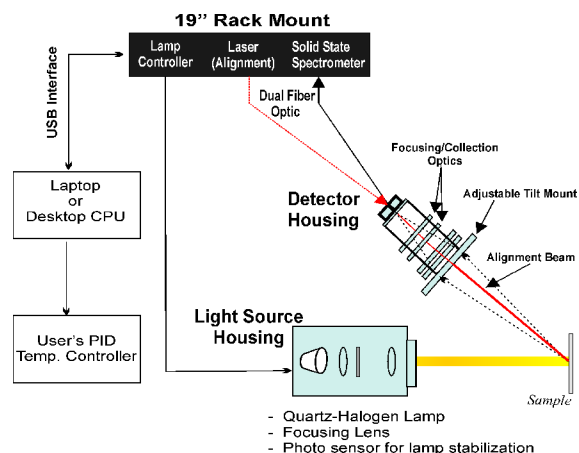 19” Rack Mount
Lamp
Controller
Laser
(Alignment)
Solid State
Spectrometer
USB Interface
Dual Fiber
Optic
Focusing/Collection
Optics
Laptop
or
Desktop CPU
Detector
Housing
Adjustable Tilt Mount
Alignment Beam
Light Source
Housing
User's PID
Temp. Controller
Sample
- Quartz-Halogen Lamp
- Focusing Lens
- Photo sensor for lamp stabilization